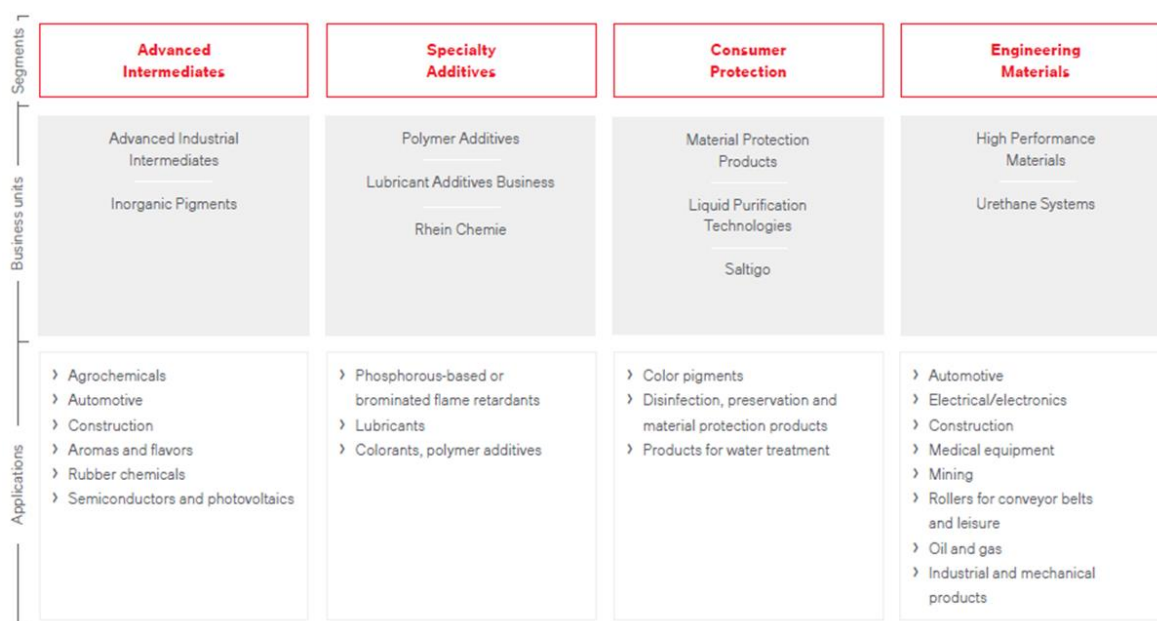 Segments
Advanced
Intermediates
Specialty
Additives
Consumer
Protection
Engineering
Materials
Business units
Advanced Industrial
Intermediates
Inorganic Pigments
Polymer Additives
Lubricant Additives Business
Rhein Chemie
Material Protection
Products
Liquid Purification
Technologies
Saltigo
High Performance
Materials
Urethane Systems
Applications
› Agrochemicals
› Automotive
› Construction
› Aromas and flavors
› Rubber chemicals
› Semiconductors and photovoltaics
› Phosphorous-based or
brominated flame retardants
› Lubricants
› Colorants, polymer additives
› Color pigments
› Disinfection, preservation and
material protection products
› Products for water treatment
› Automotive
› Electrical/electronics
› Construction
› Medical equipment
› Mining
› Rollers for conveyor belts
and leisure
› Oil and gas
› Industrial and mechanical
products